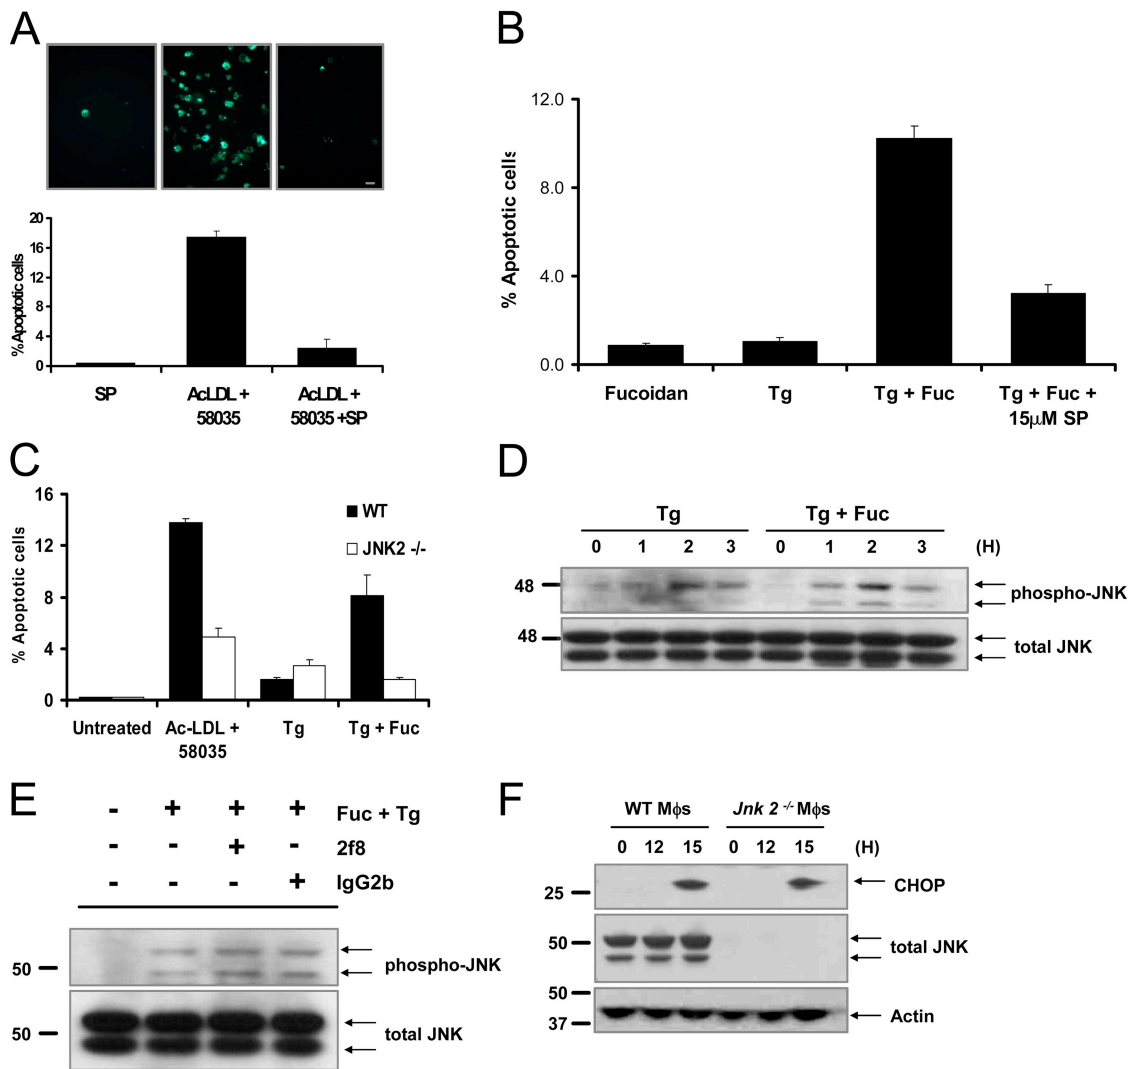 A
20
16
12
8
4
0
%Apoptotic cells
SP
AcLDL +
58035
AcLDL +
58035 +SP
B
12.0
8.0
4.0
0.0
% Apoptotic cells
Fucoidan
Tg
Tg + Fuc
Tg + Fuc +
15μM SP
C
16
12
8
4
0
% Apoptotic cells
WT
JNK2 -/-
Untreated
Ac-LDL +
58035
Tg
Tg + Fuc
D
Tg
Tg + Fuc
0 1 2 3 0 1 2 3 (H)
48
phospho-JNK
48
total JNK
E
- + + + Fuc + Tg
- - + - 2f8
- - - + IgG2b
50
phospho-JNK
50
total JNK
F
WT Mϕs
Jnk 2 -/- Mϕs
0 12 15 0 12 15 (H)
25
CHOP
50
total JNK
50
37
Actin